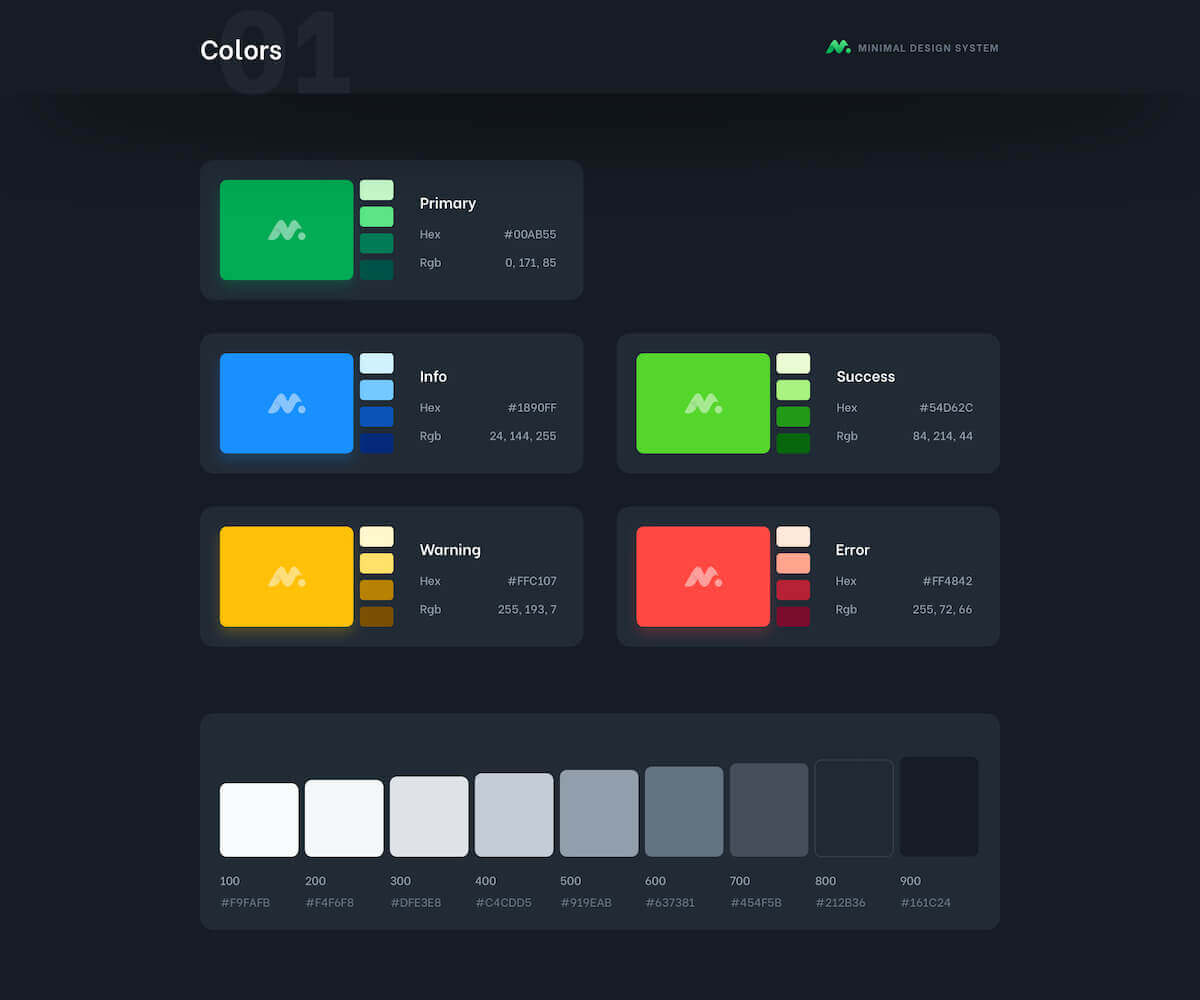 01
Colors
MINIMAL DESIGN SYSTEM
Primary
Hex #00AB55
Rgb 0, 171, 85
Info
Hex #1890FF
Rgb 24, 144, 255
Success
Hex #54D62C
Rgb 84, 214, 44
Warning
Hex #FFC107
Rgb 255, 193, 7
Error
Hex #FF4842
Rgb 255, 72, 66
100 200 300 400 500 600 700 800 900
#F9FAFB #F4F6F8 #DFE3E8 #C4CDD5 #919EAB #637381 #454F5B #212B36 #161C24